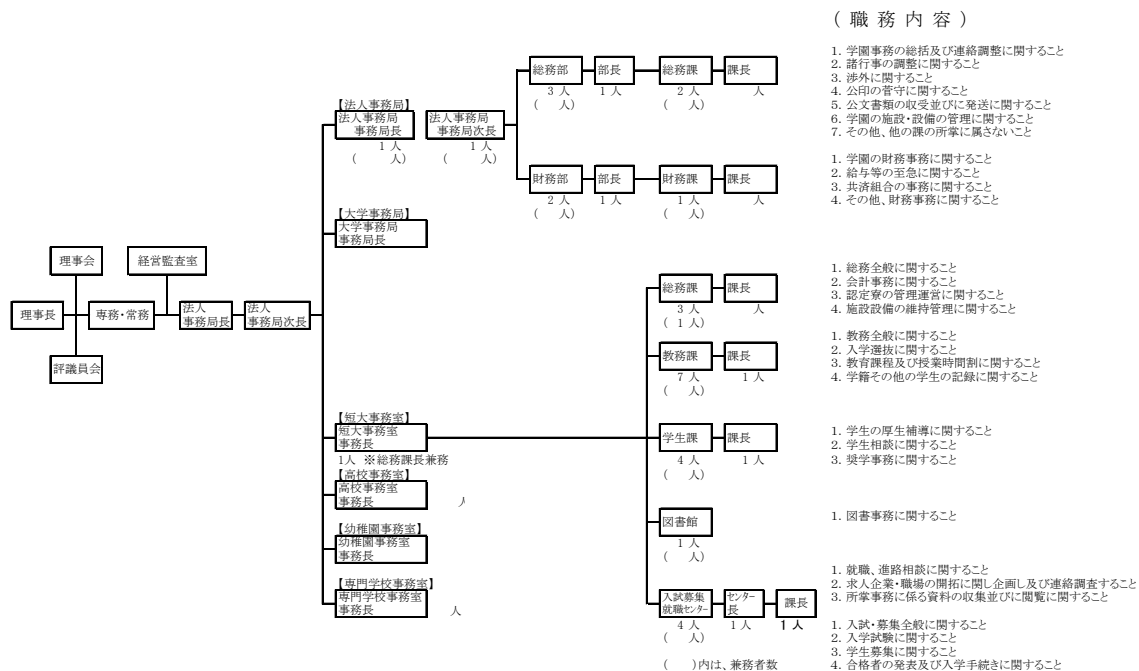 （ 職 務 内 容 ）
総務部
部長
総務課
課長
3 人
1 人
2 人
人
（　　人）
（　　人）
1. 学園事務の総括及び連絡調整に関すること
2. 諸行事の調整に関すること
3. 渉外に関すること
4. 公印の菅守に関すること
5. 公文書類の収受並びに発送に関すること
6. 学園の施設・設備の管理に関すること
7. その他、他の課の所掌に属さないこと
【法人事務局】
法人事務局
事務局長
1 人
（　　人）
法人事務局
事務局次長
1 人
（　　人）
財務部
部長
財務課
課長
2 人
1 人
1 人
人
（　　人）
（　　人）
1. 学園の財務事務に関すること
2. 給与等の至急に関すること
3. 共済組合の事務に関すること
4. その他、財務事務に関すること
【大学事務局】
大学事務局
事務局長
理事会
経営監査室
理事長
専務・常務
法人
事務局長
法人
事務局次長
評議員会
総務課
課長
3 人
人
（ 1 人）
1. 総務全般に関すること
2. 会計事務に関すること
3. 認定寮の管理運営に関すること
4. 施設設備の維持管理に関すること
教務課
課長
7 人
1 人
（　　人）
1. 教務全般に関すること
2. 入学選抜に関すること
3. 教育課程及び授業時間割に関すること
4. 学籍その他の学生の記録に関すること
【短大事務室】
短大事務室
事務長
1人 ※総務課長兼務
学生課
課長
4 人
1 人
（　　人）
1. 学生の厚生補導に関すること
2. 学生相談に関すること
3. 奨学事務に関すること
【高校事務室】
高校事務室
事務長
人
図書館
1 人
（　　人）
1. 図書事務に関すること
【幼稚園事務室】
幼稚園事務室
事務長
【専門学校事務室】
専門学校事務室
事務長
人
入試募集
就職センター
センター
長
課長
4 人
1 人
1 人
（　　人）
1. 就職、進路相談に関すること
2. 求人企業・職場の開拓に関し企画し及び連絡調査すること
3. 所掌事務に係る資料の収集並びに閲覧に関すること
1. 入試・募集全般に関すること
2. 入学試験に関すること
3. 学生募集に関すること
4. 合格者の発表及び入学手続きに関すること
（　　）内は、兼務者数